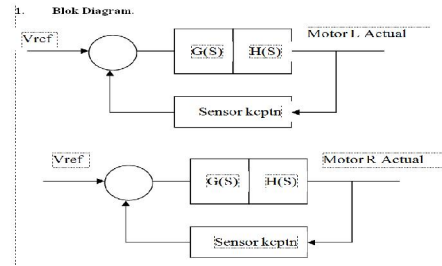 1. Blok Diagram.
Vref
G(S) H(S)
Motor L Actual
Sensor kcptn
Vref
G(S) H(S)
Motor R Actual
Sensor kcptn